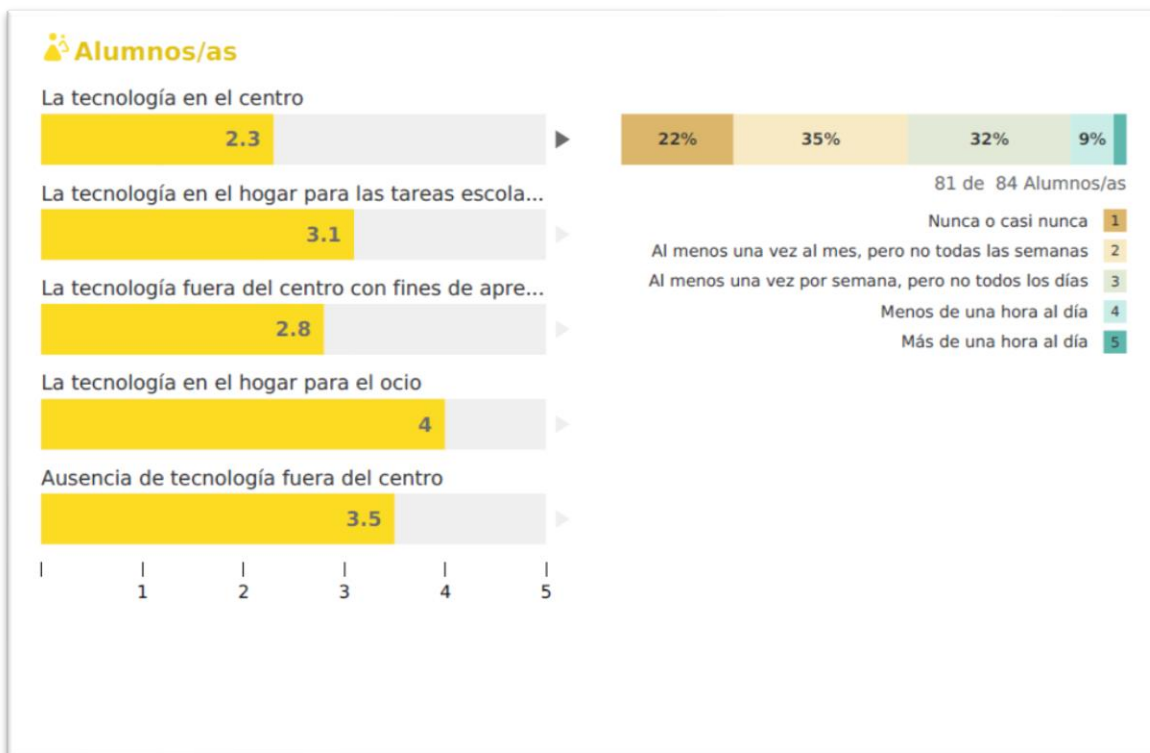 Alumnos/as
La tecnología en el centro
2.3
La tecnología en el hogar para las tareas escola...
3.1
La tecnología fuera del centro con fines de apre...
2.8
La tecnología en el hogar para el ocio
4
Ausencia de tecnología fuera del centro
3.5
1 2 3 4 5
22% 35% 32% 9%
81 de 84 Alumnos/as
Nunca o casi nunca 1
Al menos una vez al mes, pero no todas las semanas 2
Al menos una vez por semana, pero no todos los días 3
Menos de una hora al día 4
Más de una hora al día 5